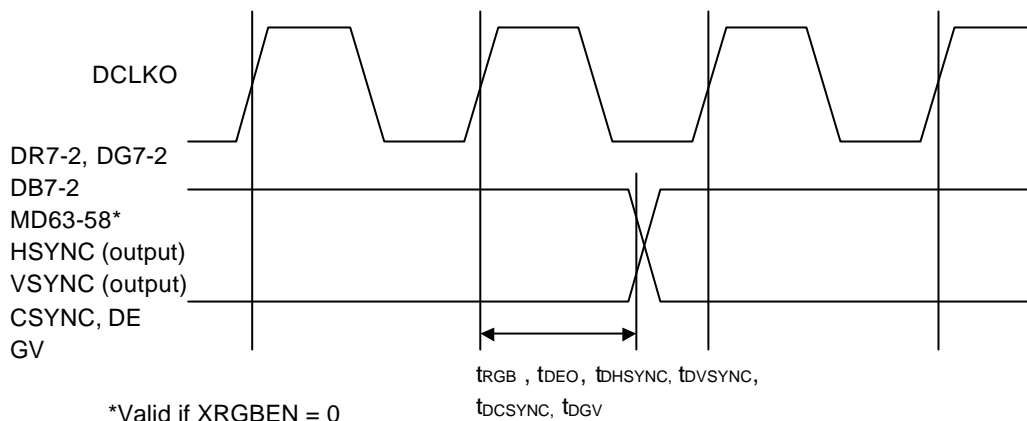 DCLKO
DR7-2, DG7-2
DB7-2
MD63-58*
HSYNC (output)
VSYNC (output)
CSYNC, DE
GV
tRGB , tDEO, tDHSYNC, tDVSYNC,
tDCSYNC, tDGV
*Valid if XRGBEN = 0